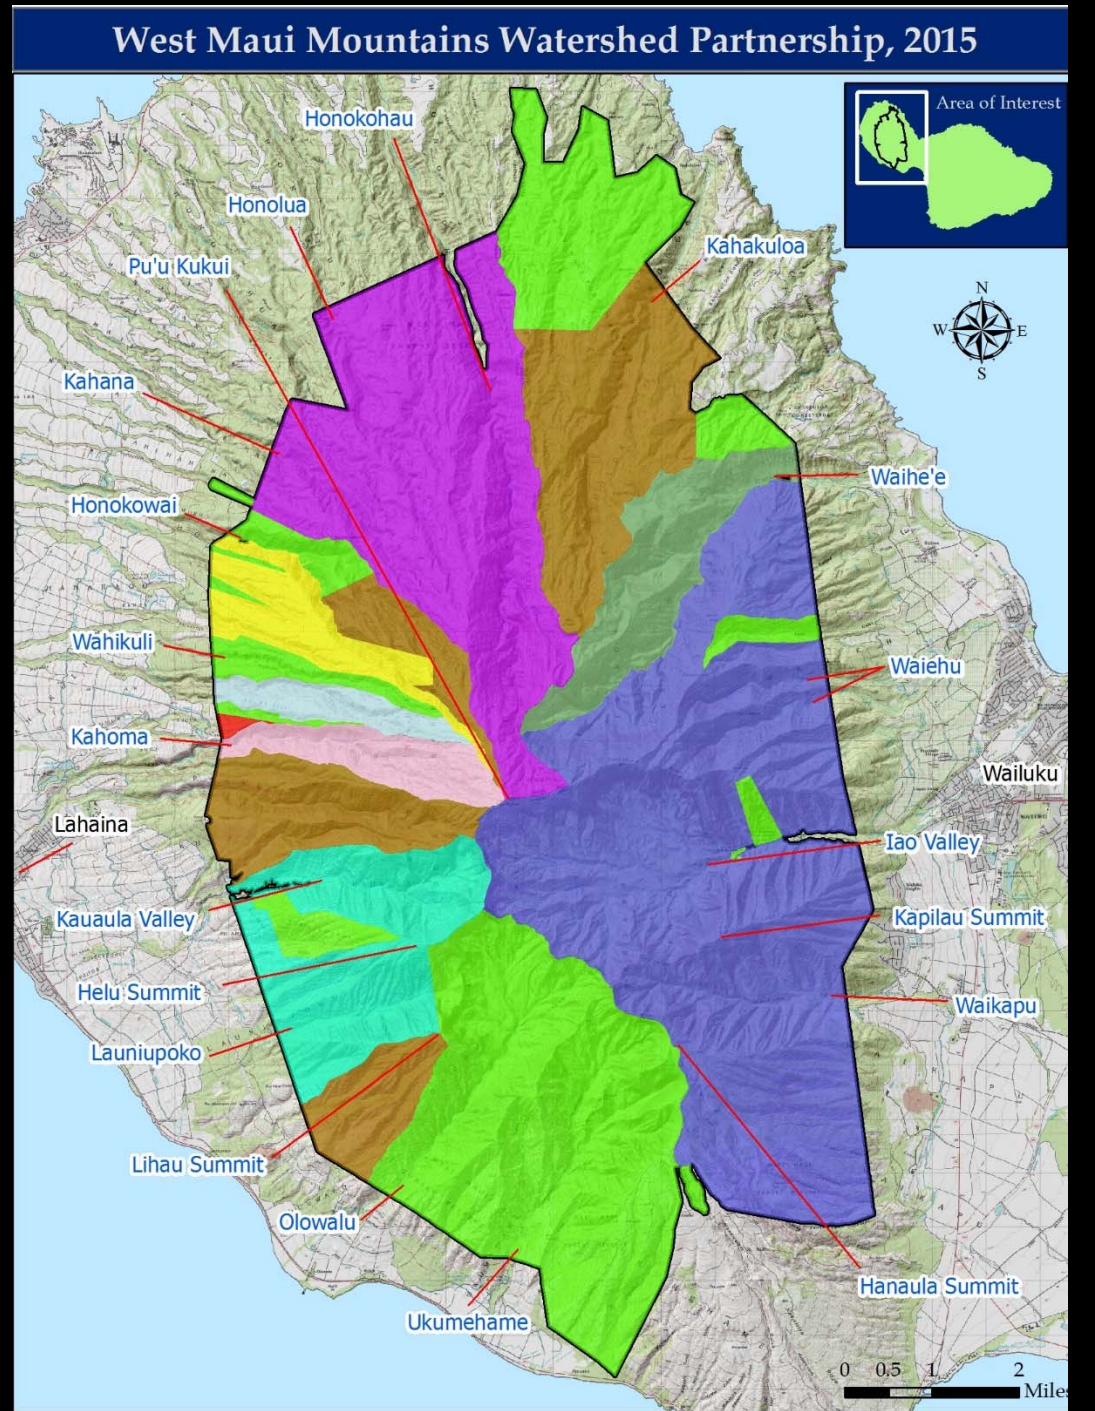 West Maui Mountains Watershed Partnership, 2015
Area of Interest
Honokohau
Honolua
Kahakuloa
Pu'u Kukui
N
W
E
S
Kahana
Waihe'e
Honokowai
Wahikuli
Waiehu
Kahoma
Wailuku
Lahaina
Iao Valley
Kauaula Valley
Kapilau Summit
Helu Summit
Waikapu
Launiupoko
Lihau Summit
Olowalu
Hanaula Summit
Ukumehame
0 0.5 1 2
Miles